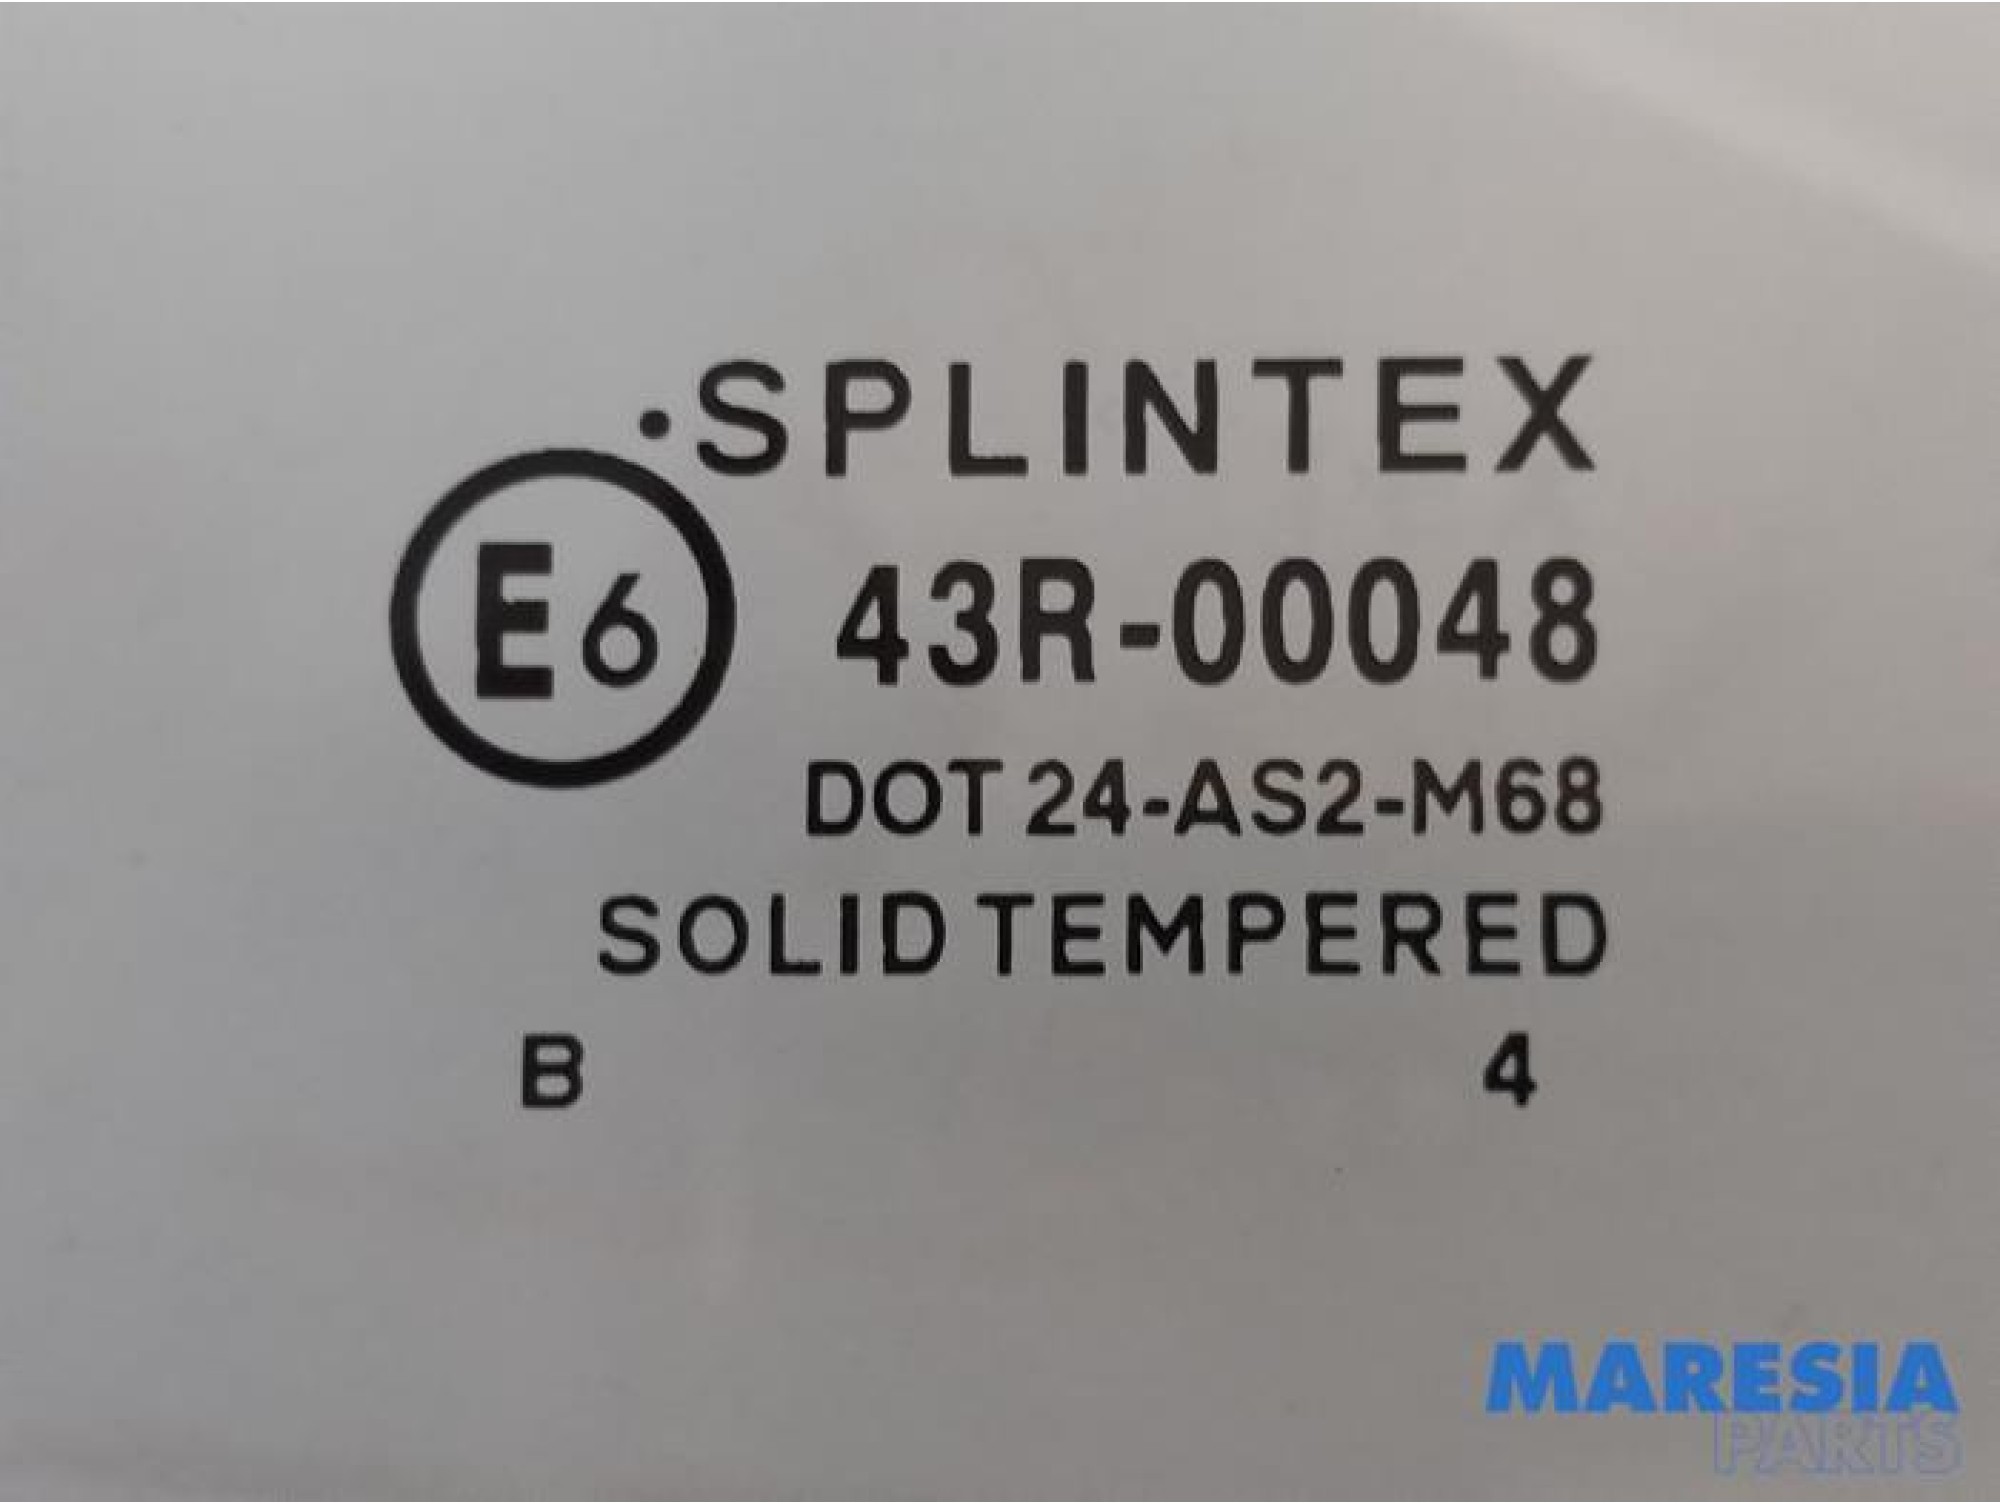 ·SPLINTEX
E6 43R-00048
DOT 24-AS2-M68
SOLID TEMPERED
B 4
MARESIA
PARTS